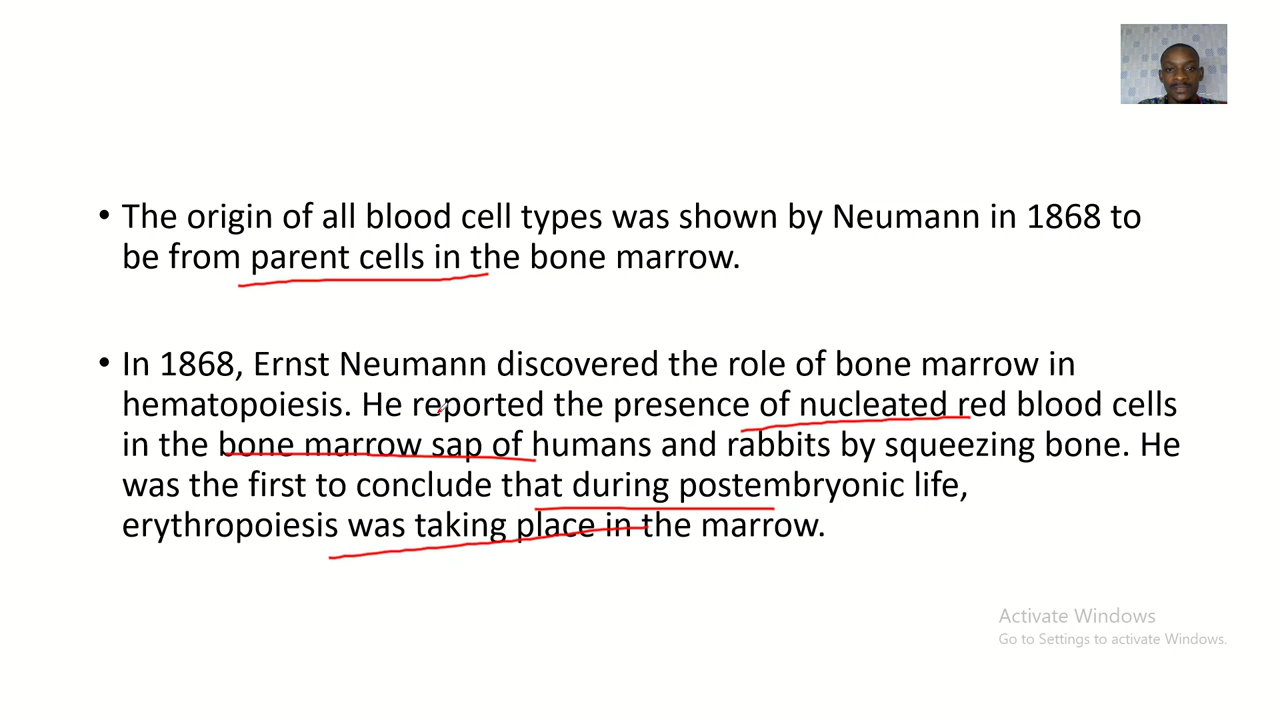 • The origin of all blood cell types was shown by Neumann in 1868 to
be from parent cells in the bone marrow.
• In 1868, Ernst Neumann discovered the role of bone marrow in
hematopoiesis. He reported the presence of nucleated red blood cells
in the bone marrow sap of humans and rabbits by squeezing bone. He
was the first to conclude that during postembryonic life,
erythropoiesis was taking place in the marrow.
Activate Windows
Go to Settings to activate Windows.